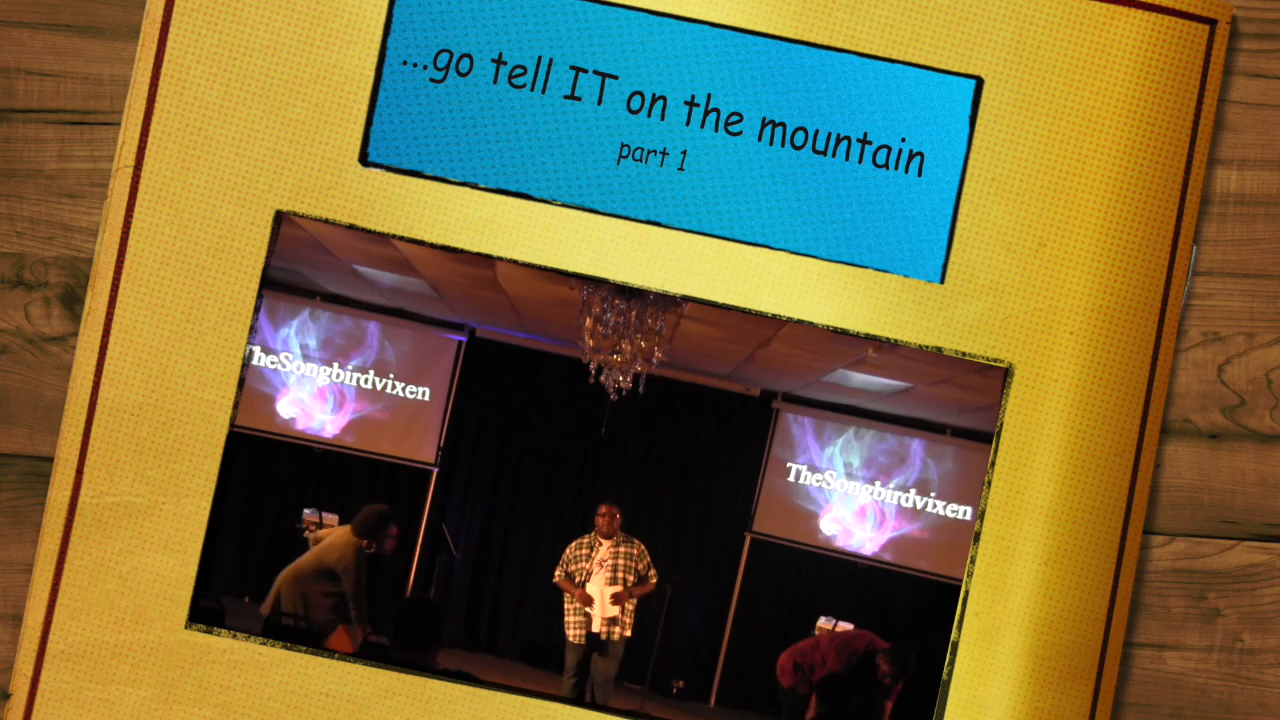 ...go tell IT on the mountain
part 1
TheSongbirdvixen
TheSongbirdvixen